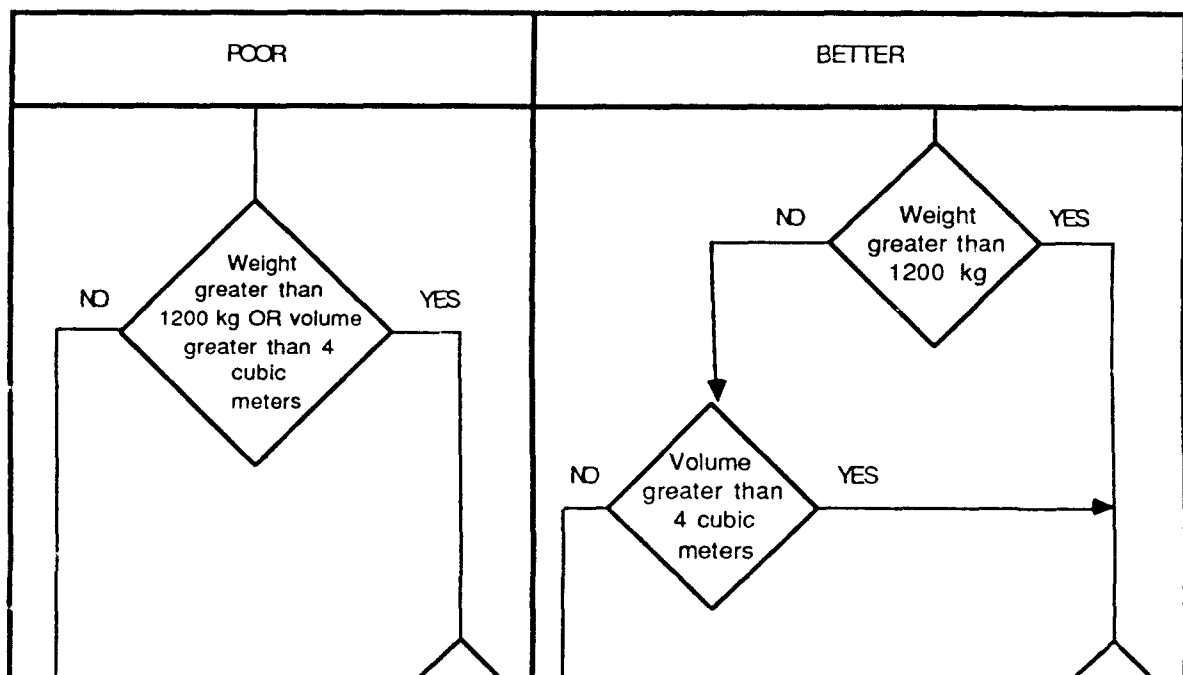 POOR
BETTER
Weight
greater than
1200 kg OR volume
greater than 4
cubic
meters
NO
YES
Weight
greater than
1200 kg
NO
YES
Volume
greater than
4 cubic
meters
NO
YES